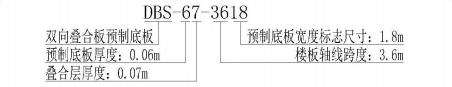 DBS-67-3618
双向叠合板预制底板
预制底板宽度标志尺寸: 1.8m
预制底板厚度: 0.06m
楼板轴线跨度: 3.6m
叠合层厚度: 0.07m